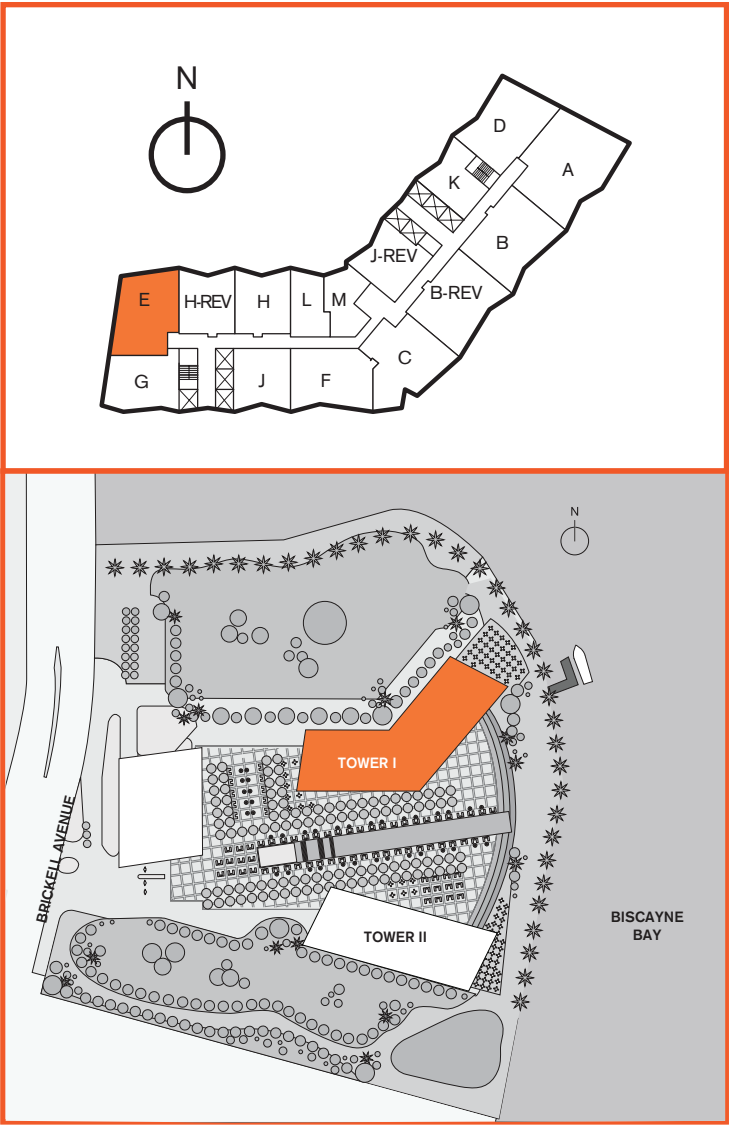 N
D
A
K
B
J-REV
B-REV
E
H-REV
H
L
M
C
G
J
F
N
TOWER I
BRICKELL AVENUE
BISCAYNE
BAY
TOWER II